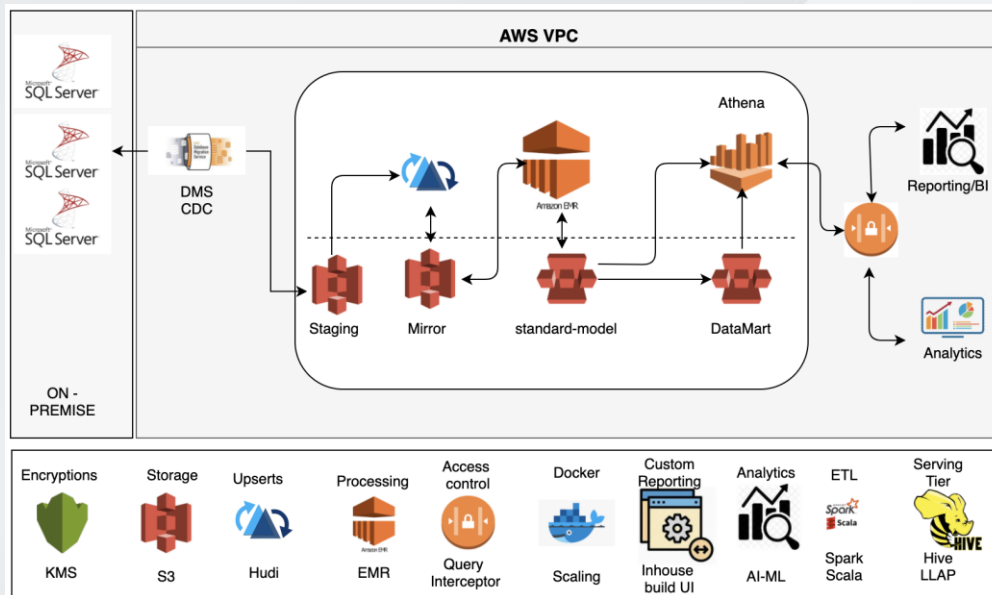 AWS VPC
Microsoft
SQL Server
Microsoft
SQL Server
Microsoft
SQL Server
DMS
CDC
Athena
Amazon EMR
Reporting/BI
Staging
Mirror
standard-model
DataMart
Analytics
ON -
PREMISE
Encryptions
Storage
Upserts
Processing
Access
control
Docker
Custom
Reporting
Analytics
ETL
Serving
Tier
Amazon EMR
Spark
Scala
HIVE
KMS
S3
Hudi
EMR
Query
Interceptor
Scaling
Inhouse
build UI
AI-ML
Spark
Scala
Hive
LLAP